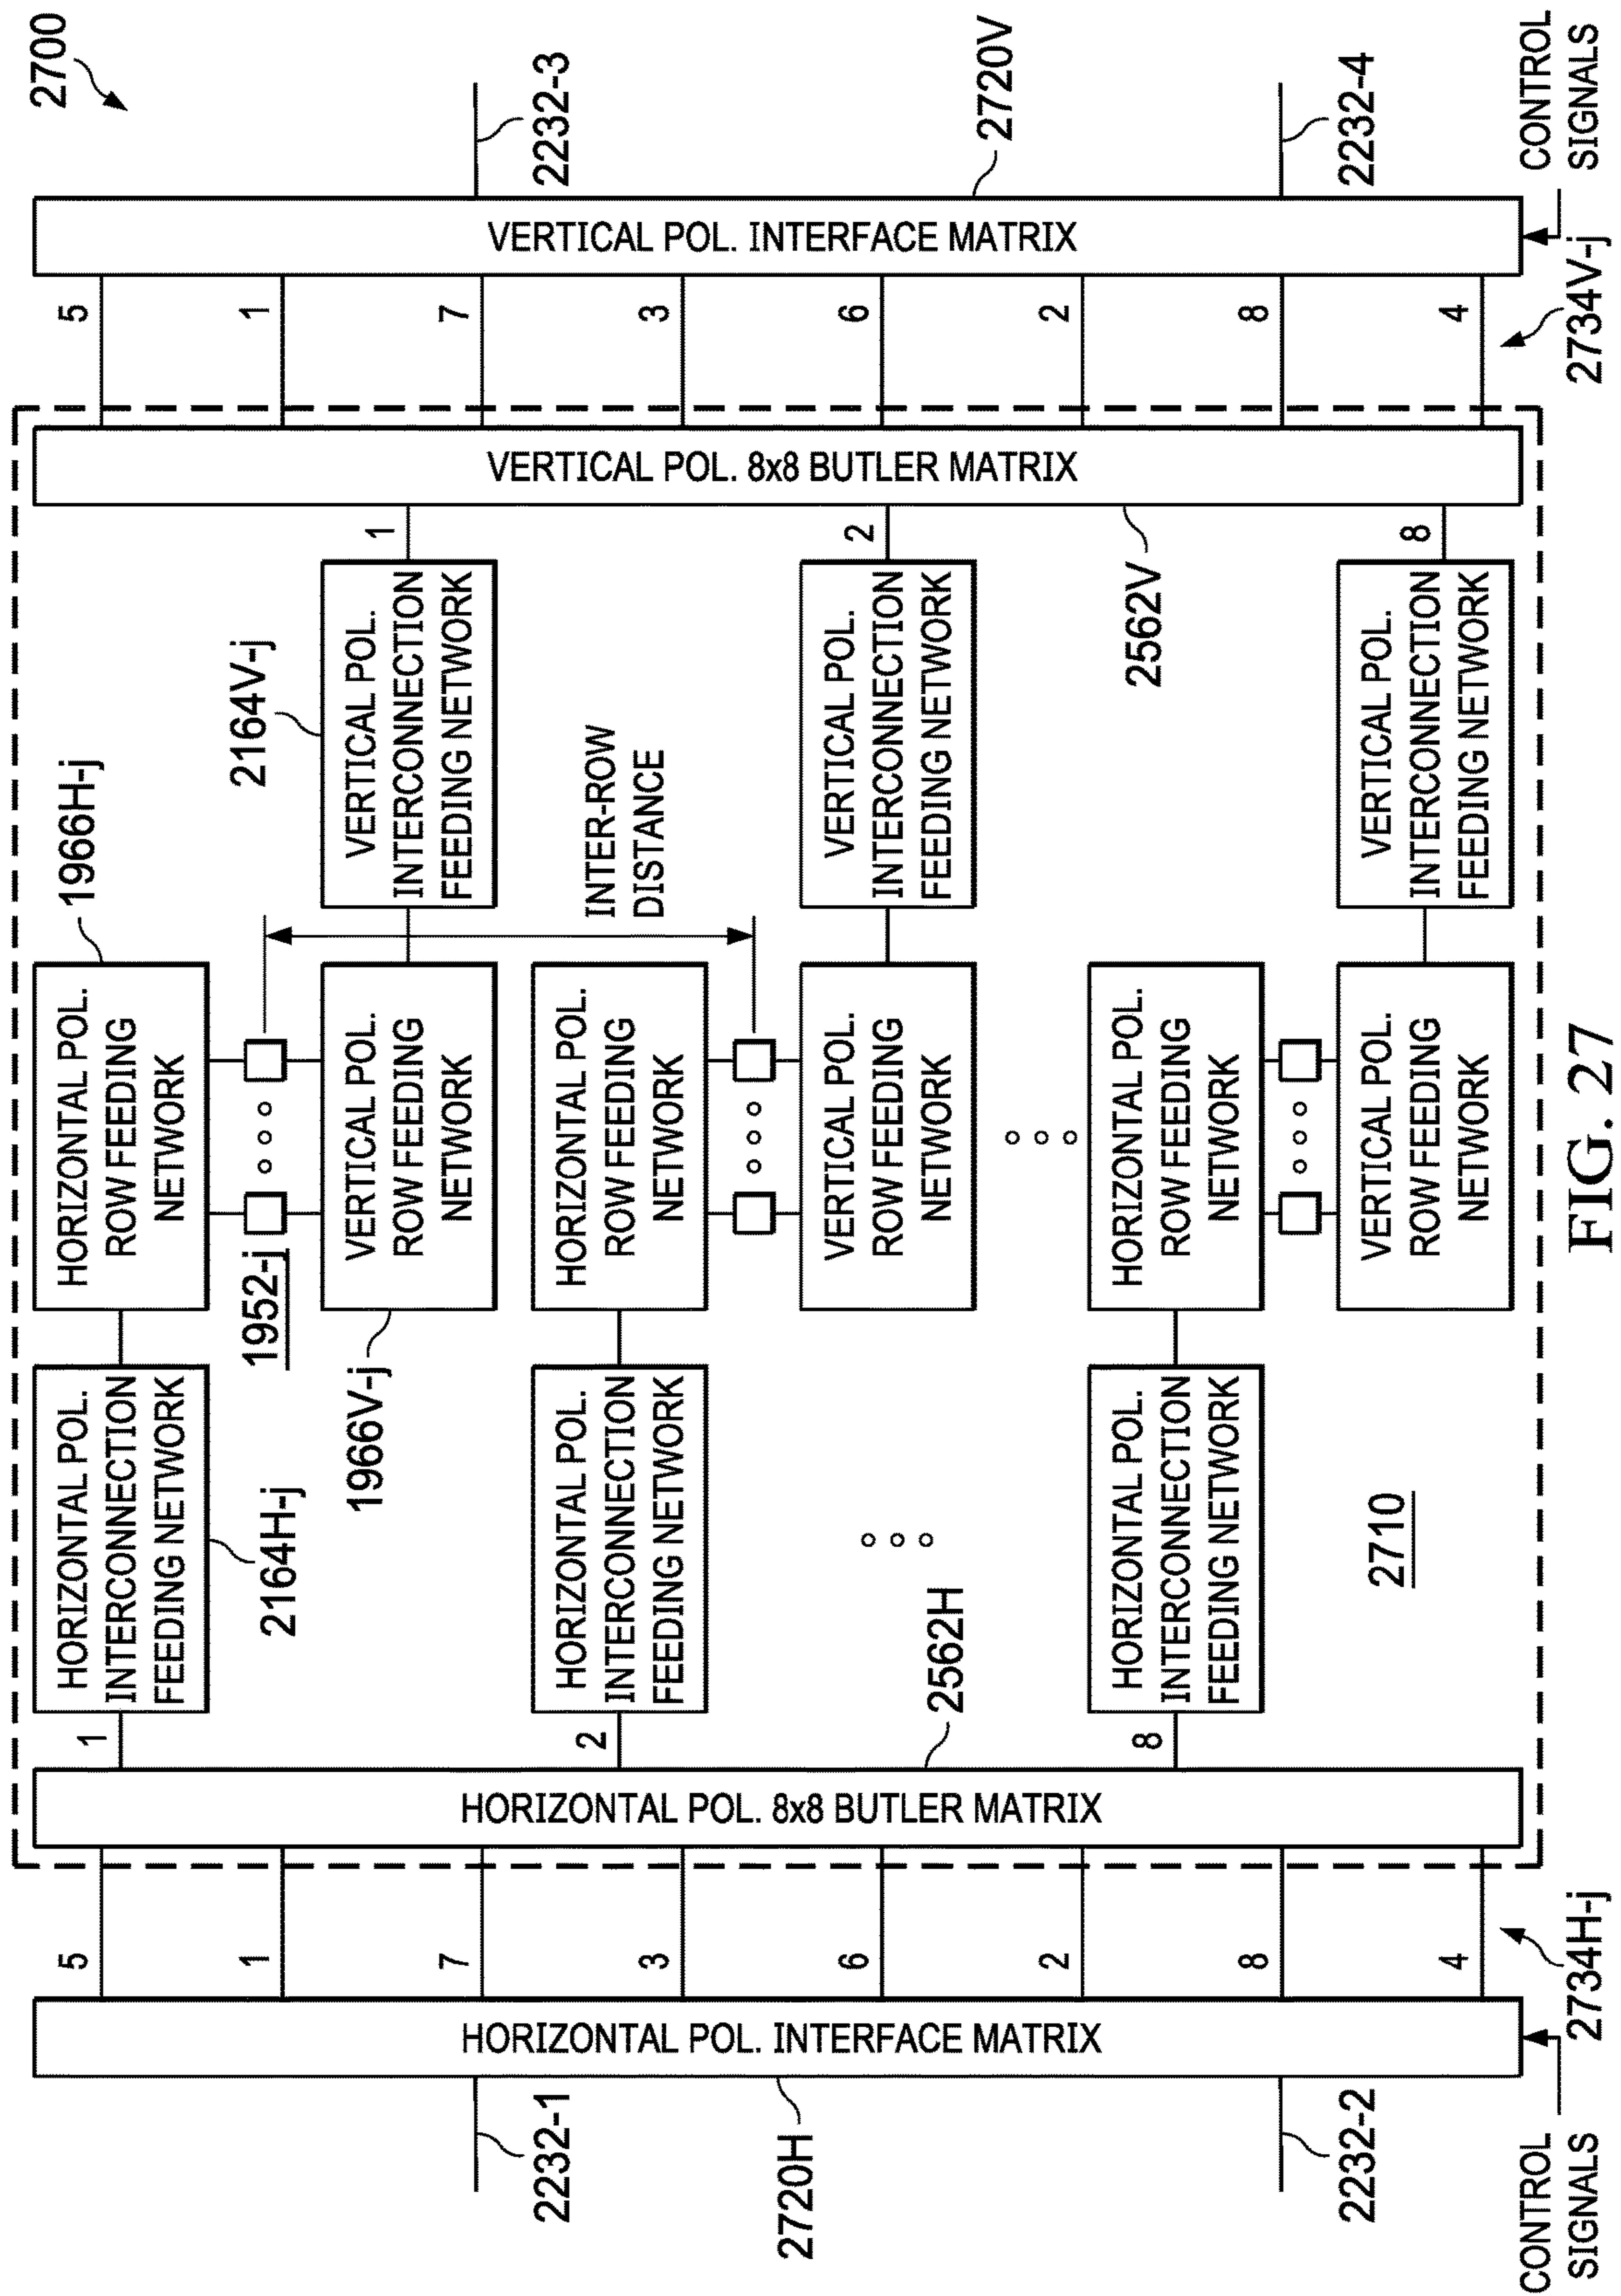 2700
2232-1
2720H
2232-2
CONTROL
SIGNALS
HORIZONTAL POL. INTERFACE MATRIX
5
1
7
3
6
2
8
4
2734H-j
HORIZONTAL POL. 8x8 BUTLER MATRIX
2562H
1
2
8
HORIZONTAL POL.
INTERCONNECTION
FEEDING NETWORK
2164H-j
HORIZONTAL POL.
ROW FEEDING
NETWORK
1966H-j
1952-j
VERTICAL POL.
ROW FEEDING
NETWORK
1966V-j
VERTICAL POL.
INTERCONNECTION
FEEDING NETWORK
2164V-j
INTER-ROW
DISTANCE
HORIZONTAL POL.
INTERCONNECTION
FEEDING NETWORK
HORIZONTAL POL.
ROW FEEDING
NETWORK
VERTICAL POL.
ROW FEEDING
NETWORK
VERTICAL POL.
INTERCONNECTION
FEEDING NETWORK
HORIZONTAL POL.
INTERCONNECTION
FEEDING NETWORK
HORIZONTAL POL.
ROW FEEDING
NETWORK
VERTICAL POL.
ROW FEEDING
NETWORK
VERTICAL POL.
INTERCONNECTION
FEEDING NETWORK
2710
1
2
8
VERTICAL POL. 8x8 BUTLER MATRIX
2562V
5
1
7
3
6
2
8
4
2734V-j
VERTICAL POL. INTERFACE MATRIX
2232-3
2720V
2232-4
CONTROL
SIGNALS
FIG. 27